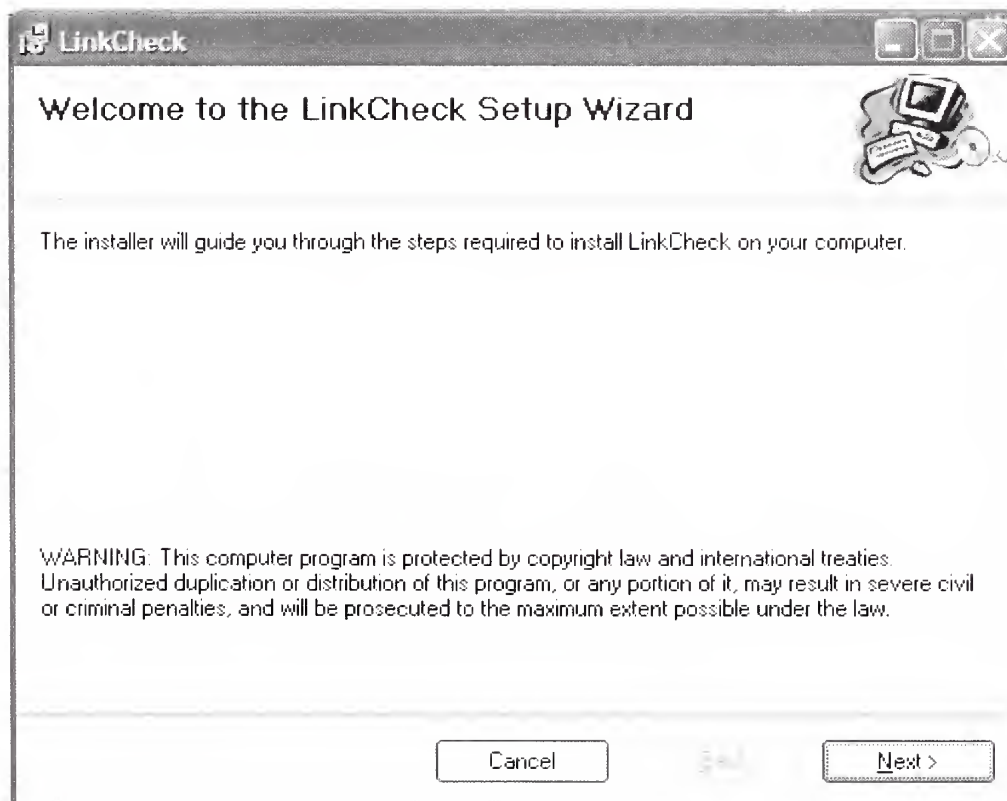 LinkCheck
Welcome to the LinkCheck Setup Wizard
The installer will guide you through the steps required to install LinkCheck on your computer.
WARNING: This computer program is protected by copyright law and international treaties.
Unauthorized duplication or distribution of this program, or any portion of it, may result in severe civil
or criminal penalties, and will be prosecuted to the maximum extent possible under the law.
Cancel Next >